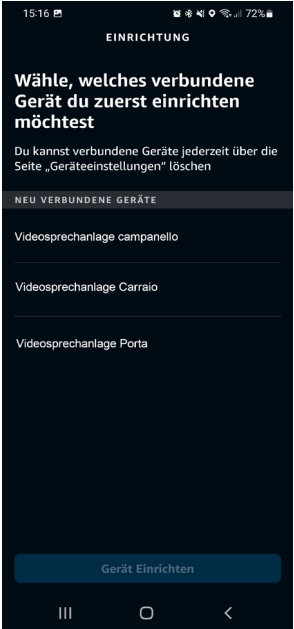 15:16 72%
EINRICHTUNG
Wähle, welches verbundene
Gerät du zuerst einrichten
möchtest
Du kannst verbundene Geräte jederzeit über die
Seite „Geräteeinstellungen“ löschen
NEU VERBUNDENE GERÄTE
Videosprechanlage campanello
Videosprechanlage Carraio
Videosprechanlage Porta
Gerät Einrichten